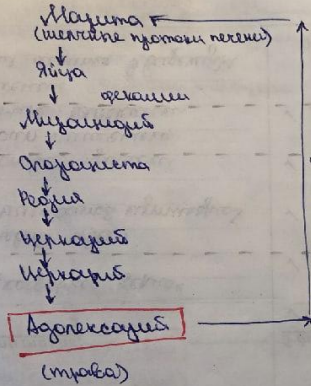 Марита
(желчные протоки печени)
Яйца
фекалии
Мирацидий
Спороциста
Редия
Церкарий
Церкарий
Адолескарий
(трава)